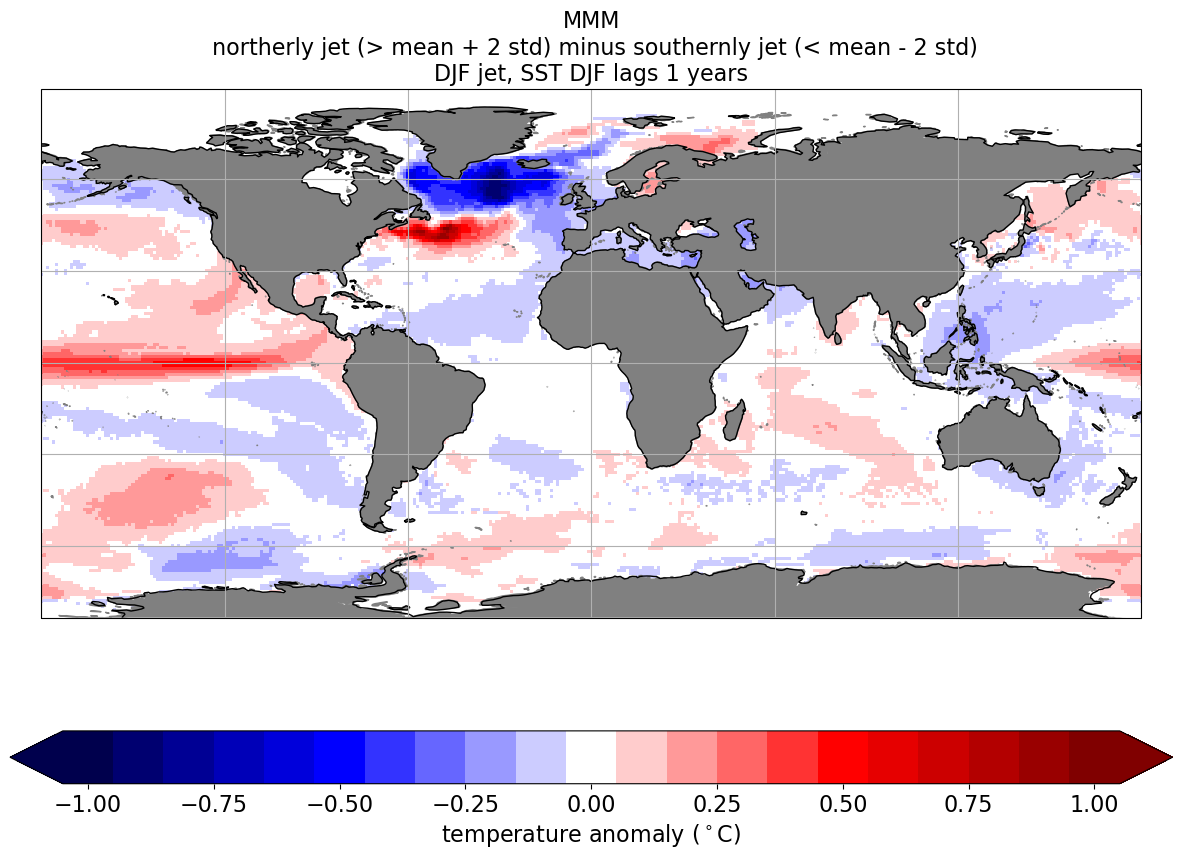 MMM
northerly jet (> mean + 2 std) minus southernly jet (< mean - 2 std)
DJF jet, SST DJF lags 1 years
−1.00 −0.75 −0.50 −0.25 0.00 0.25 0.50 0.75 1.00
temperature anomaly (°C)